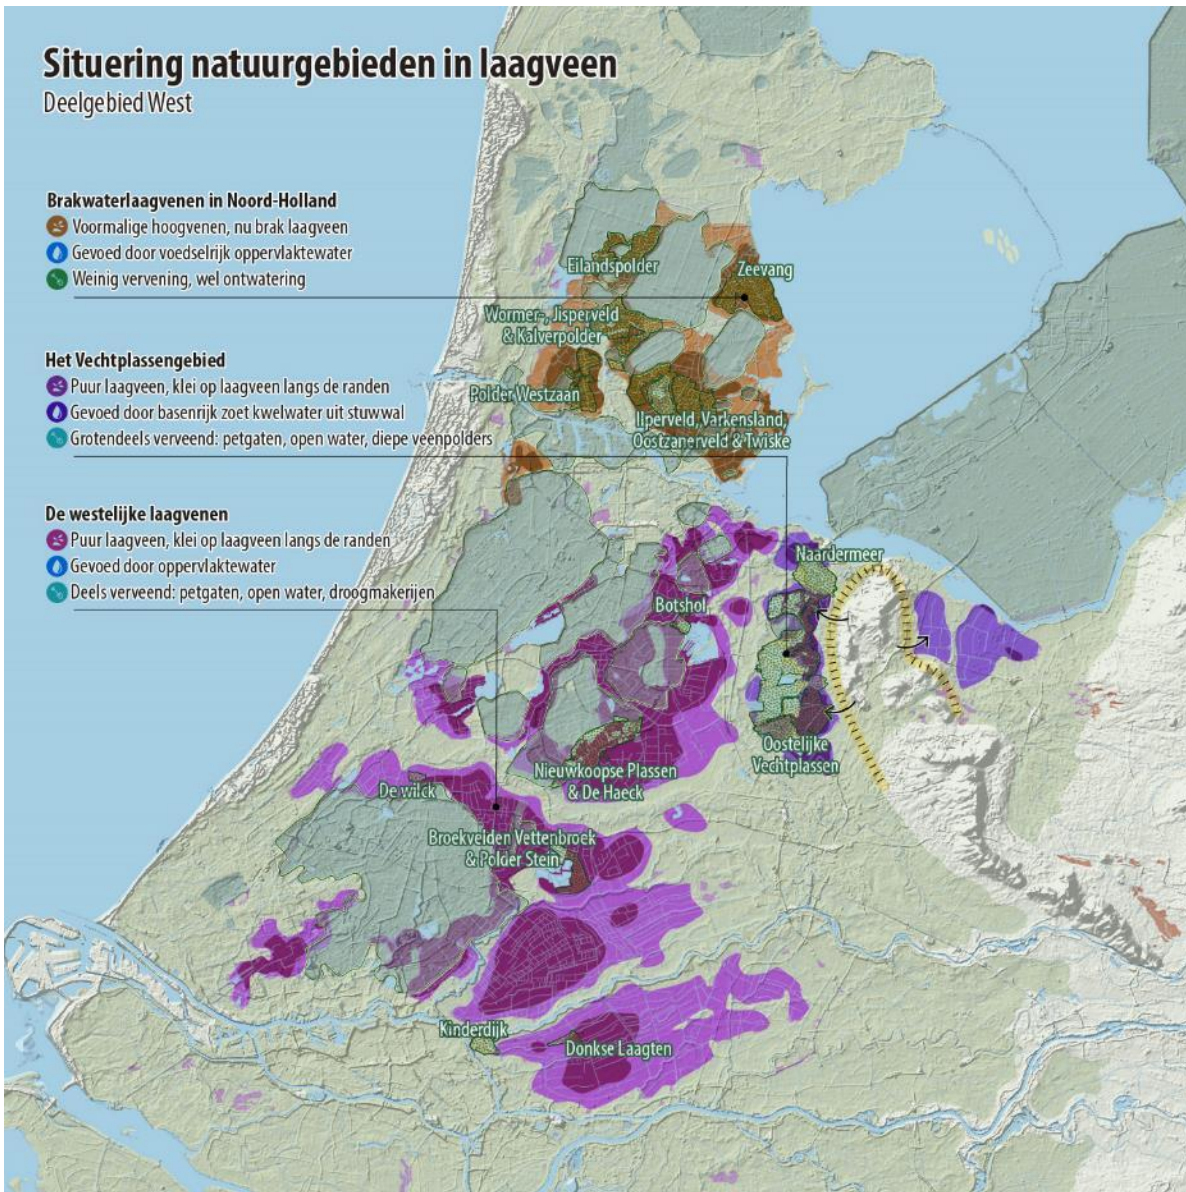 Situering natuurgebieden in laagveen
Deelgebied West
Brakwaterlaagvenen in Noord-Holland
Voormalige hoogvenen, nu brak laagveen
Gevoed door voedselrijk oppervlaktewater
Weinig vervening, wel ontwatering
Het Vechtplassengebied
Puur laagveen, klei op laagveen langs de randen
Gevoed door basenrijk zoet kwelwater uit stuwwal
Grotendeels verveend: petgaten, open water, diepe veenpolders
De westelijke laagvenen
Puur laagveen, klei op laagveen langs de randen
Gevoed door oppervlaktewater
Deels verveend: petgaten, open water, droogmakerijen
Eilandspolder
Zeevang
Wormer-, Jisperveld
& Kalverpolder
Polder Westzaan
Ilperveld, Varkensland,
Oostzanerveld & Twiske
Naardermeer
Botshol
Oostelijke
Vechtplassen
Nieuwkoopse Plassen
& De Haeck
De wilck
Broekvelden Vettenbroek
& Polder Stein
Kinderdijk
Donkse Laagten